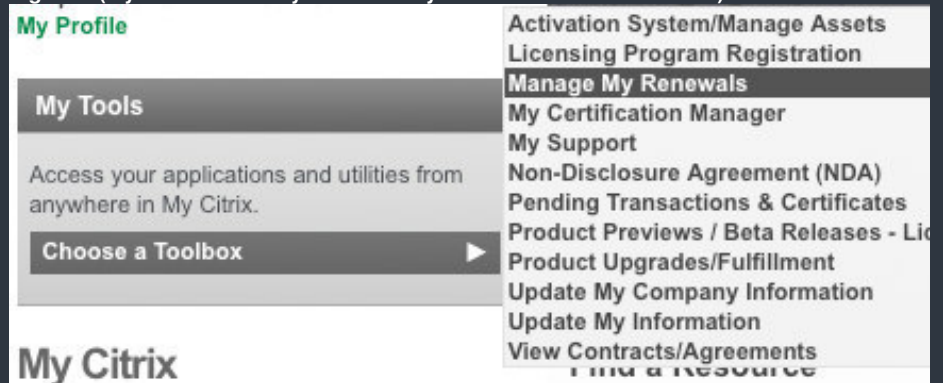 My Profile
My Tools
Access your applications and utilities from
anywhere in My Citrix.
Choose a Toolbox
My Citrix
Activation System/Manage Assets
Licensing Program Registration
Manage My Renewals
My Certification Manager
My Support
Non-Disclosure Agreement (NDA)
Pending Transactions & Certificates
Product Previews / Beta Releases -
Product Upgrades/Fulfillment
Update My Company Information
Update My Information
View Contracts/Agreements
Find a Resource